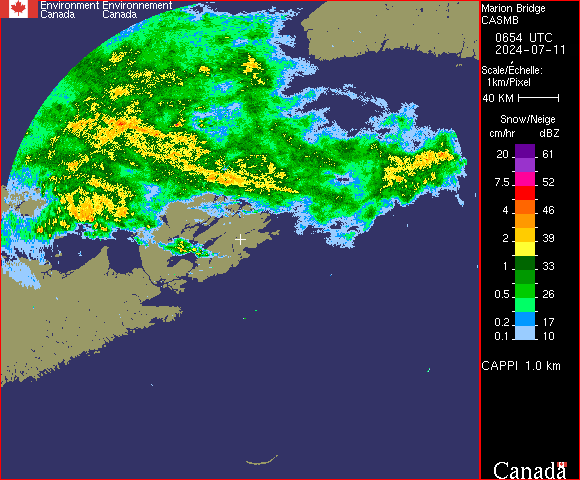 Environment Environnement
Canada Canada
Marion Bridge
CASMB
0654 UTC
2024-07-11
Scale/Échelle:
1km/Pixel
40 KM
Snow/Neige
cm/hr dBZ
20 61
7.5 52
4 46
2 39
1 33
0.5 26
0.2 17
0.1 10
CAPPI 1.0 km
Canada